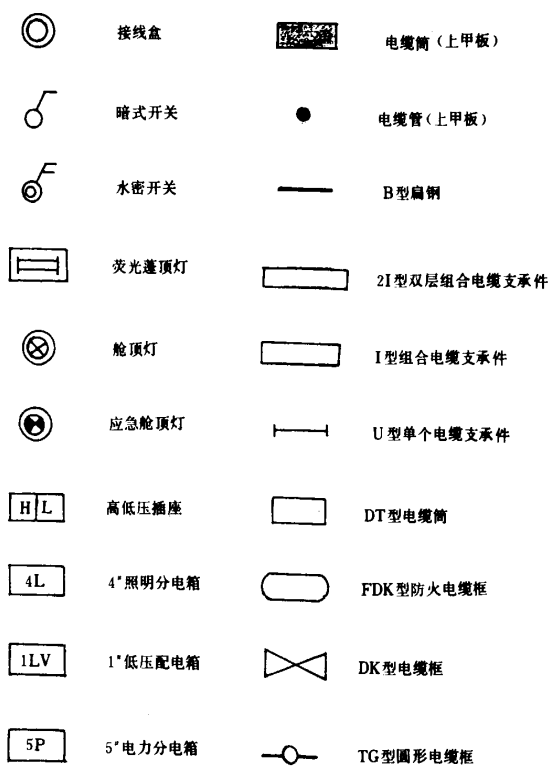 接线盒
电缆筒(上甲板)
暗式开关
电缆管(上甲板)
水密开关
B型扁钢
荧光蓬顶灯
2I型双层组合电缆支承件
舱顶灯
I型组合电缆支承件
应急舱顶灯
U型单个电缆支承件
H L 高低压插座
DT型电缆筒
4L 4"照明分电箱
FDK型防火电缆框
1LV 1"低压配电箱
DK型电缆框
5P 5"电力分电箱
TG型圆形电缆框